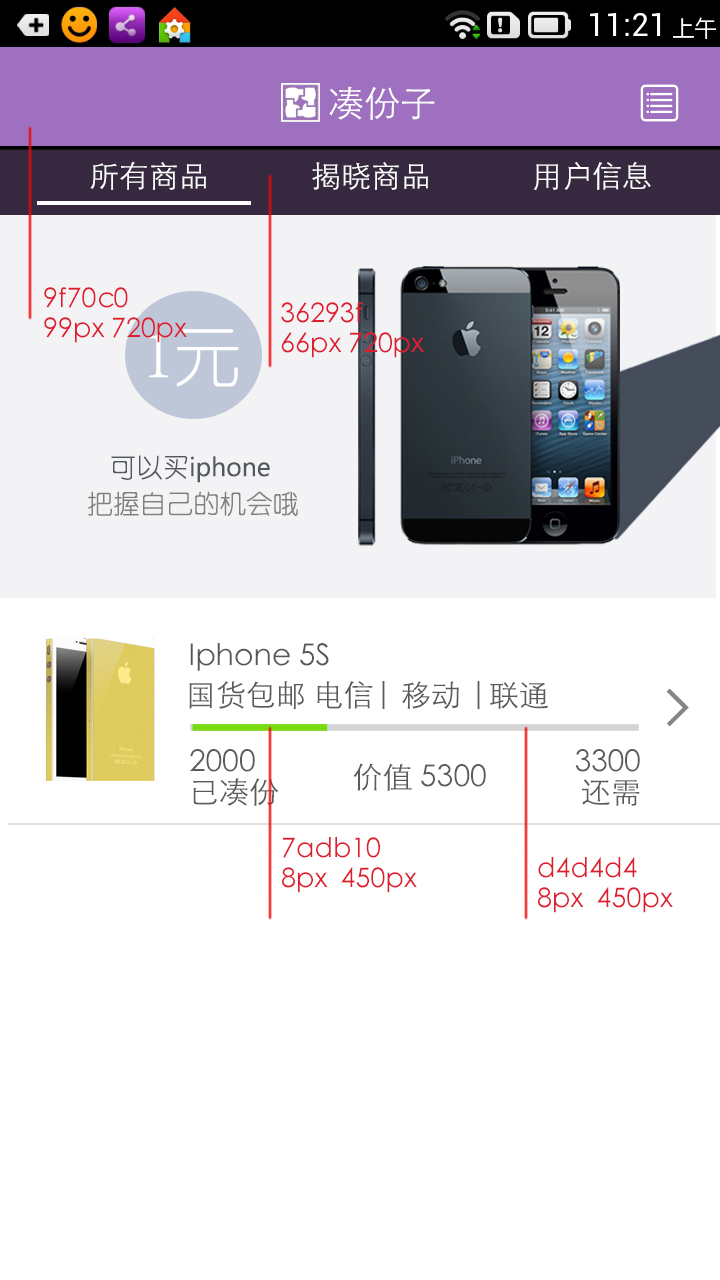 11:21 上午
凑份子
所有商品 揭晓商品 用户信息
9f70c0
99px 720px
36293f
66px 720px
1元
可以买iphone
把握自己的机会哦
iPhone
12
Iphone 5S
国货包邮 电信| 移动 |联通
2000 价值 5300 3300
已凑份 还需
7adb10
8px 450px
d4d4d4
8px 450px